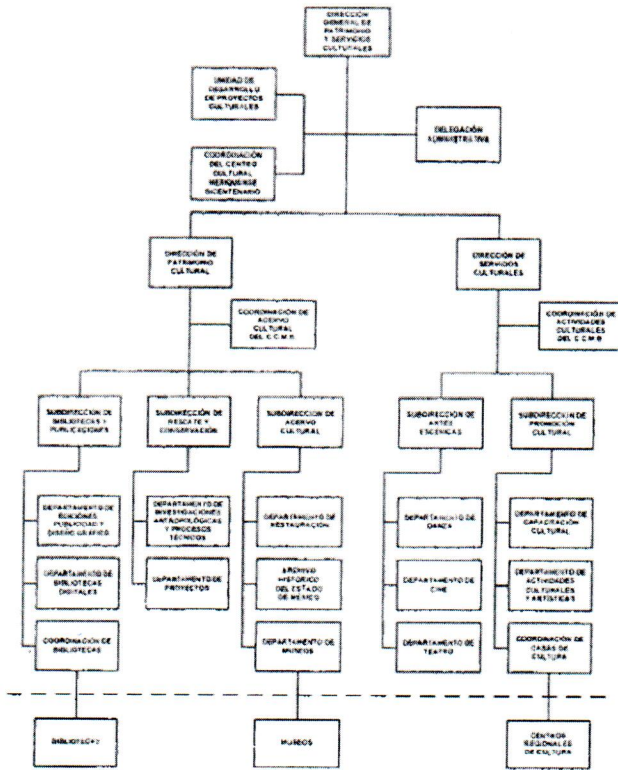 DIRECCIÓN
GENERAL DE
PATRIMONIO
Y SERVICIOS
CULTURALES
UNIDAD DE
DESARROLLO
DE PROYECTOS
CULTURALES
DELEGACIÓN
ADMINISTRATIVA
COORDINACIÓN
DEL CENTRO
CULTURAL
MEXIQUENSE
BICENTENARIO
DIRECCIÓN DE
PATRIMONIO
CULTURAL
DIRECCIÓN DE
SERVICIOS
CULTURALES
COORDINACIÓN DE
ACERVO
CULTURAL
DEL C.C.M.B.
COORDINACIÓN DE
ACTIVIDADES
CULTURALES
DEL C.C.M.B
SUBDIRECCIÓN DE
BIBLIOTECAS Y
PUBLICACIONES
SUBDIRECCIÓN DE
RESCATE Y
CONSERVACIÓN
SUBDIRECCIÓN DE
ACERVO
CULTURAL
SUBDIRECCIÓN DE
ARTES
ESCÉNICAS
SUBDIRECCIÓN DE
PROMOCIÓN
CULTURAL
DEPARTAMENTO DE
EDICIONES
PUBLICIDAD Y
DISEÑO GRÁFICO
DEPARTAMENTO DE
INVESTIGACIONES
ANTROPOLÓGICAS
Y PROCESOS
TÉCNICOS
DEPARTAMENTO DE
RESTAURACIÓN
DEPARTAMENTO DE
DANZA
DEPARTAMENTO DE
CAPACITACIÓN
CULTURAL
DEPARTAMENTO DE
BIBLIOTECAS
DIGITALES
DEPARTAMENTO DE
PROYECTOS
ARCHIVO
HISTÓRICO
DEL ESTADO
DE MÉXICO
DEPARTAMENTO DE
CINE
DEPARTAMENTO DE
ACTIVIDADES
CULTURALES
Y ARTÍSTICAS
COORDINACIÓN DE
BIBLIOTECAS
DEPARTAMENTO DE
MUSEOS
DEPARTAMENTO DE
TEATRO
COORDINACIÓN DE
CASAS DE
CULTURA
BIBLIOTECAS
MUSEOS
CENTROS
REGIONALES
DE CULTURA